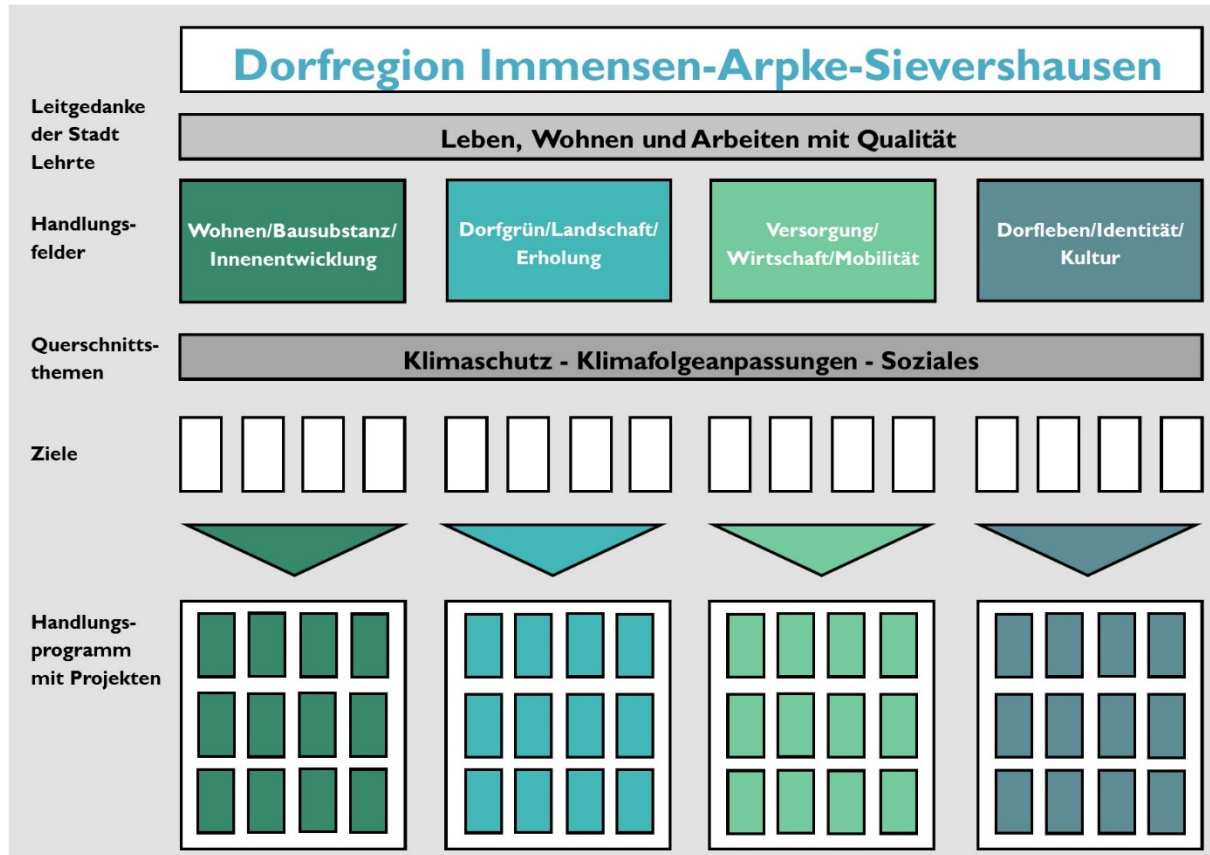 Dorfregion Immensen-Arpke-Sievershausen
Leitgedanke
der Stadt
Lehrte
Leben, Wohnen und Arbeiten mit Qualität
Handlungs-
felder
Wohnen/Bausubstanz/
Innenentwicklung
Dorfgrün/Landschaft/
Erholung
Versorgung/
Wirtschaft/Mobilität
Dorfleben/Identität/
Kultur
Querschnitts-
themen
Klimaschutz - Klimafolgeanpassungen - Soziales
Ziele
Handlungs-
programm
mit Projekten